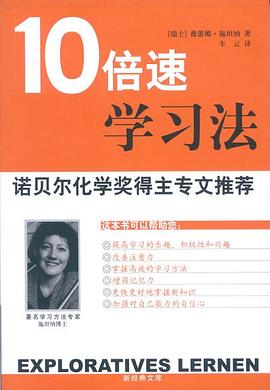 [瑞士] 薇蕾娜·施坦纳 著
车 云 译
10倍速
学习法
诺贝尔化学奖得主专文推荐
这本书可以帮助您：
◎提高学习的乐趣、积极性和兴趣
◎改善注意力
◎掌握高效的学习方法
◎增强记忆力
◎更快更好地掌握新知识
◎加强对自己能力的自信心
著名学习方法专家
施坦纳博士
EXPLORATIVES LERNEN
新经典文库